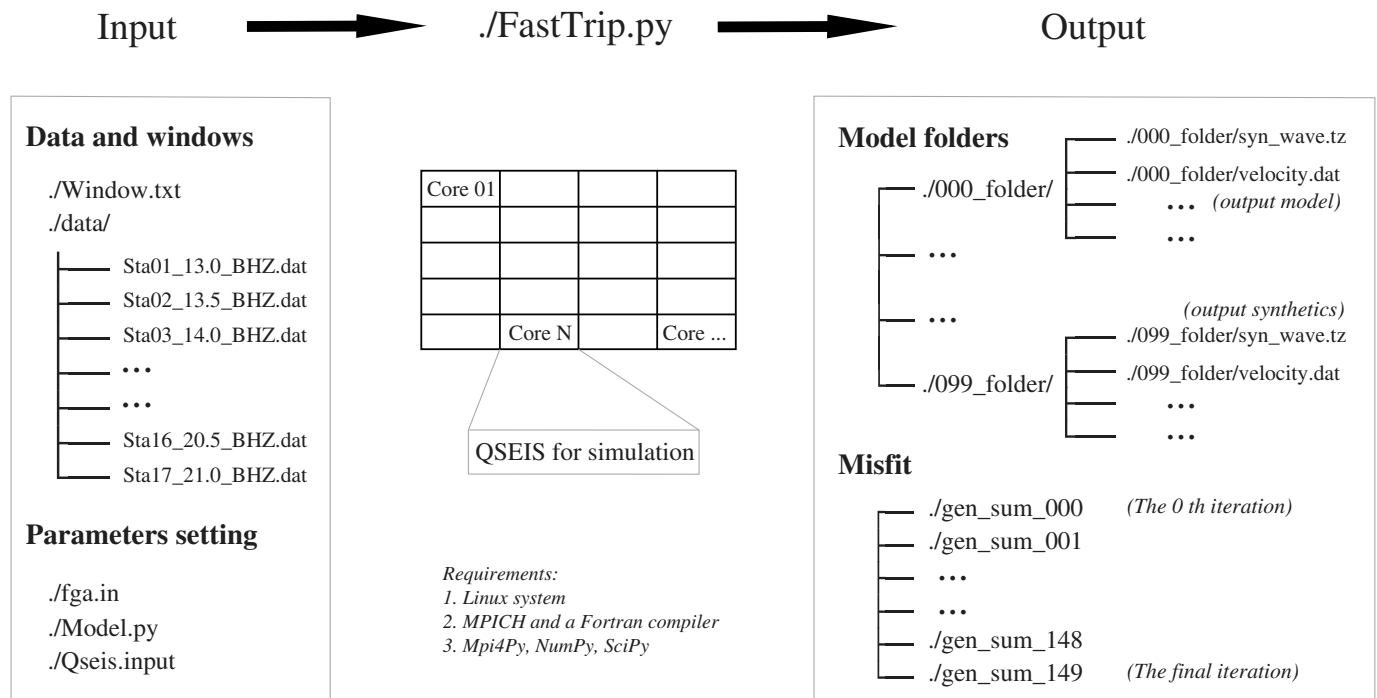 Input
./FastTrip.py
Output
Data and windows
./Window.txt
./data/
Sta01_13.0_BHZ.dat
Sta02_13.5_BHZ.dat
Sta03_14.0_BHZ.dat
...
...
Sta16_20.5_BHZ.dat
Sta17_21.0_BHZ.dat
Parameters setting
./fga.in
./Model.py
./Qseis.input
Core 01
Core N
Core ...
QSEIS for simulation
Requirements:
1. Linux system
2. MPICH and a Fortran compiler
3. Mpi4Py, NumPy, SciPy
Model folders
./000_folder/
./000_folder/syn_wave.tz
./000_folder/velocity.dat
... (output model)
...
...
...
(output synthetics)
./099_folder/
./099_folder/syn_wave.tz
./099_folder/velocity.dat
...
...
Misfit
./gen_sum_000 (The 0 th iteration)
./gen_sum_001
...
...
./gen_sum_148
./gen_sum_149 (The final iteration)